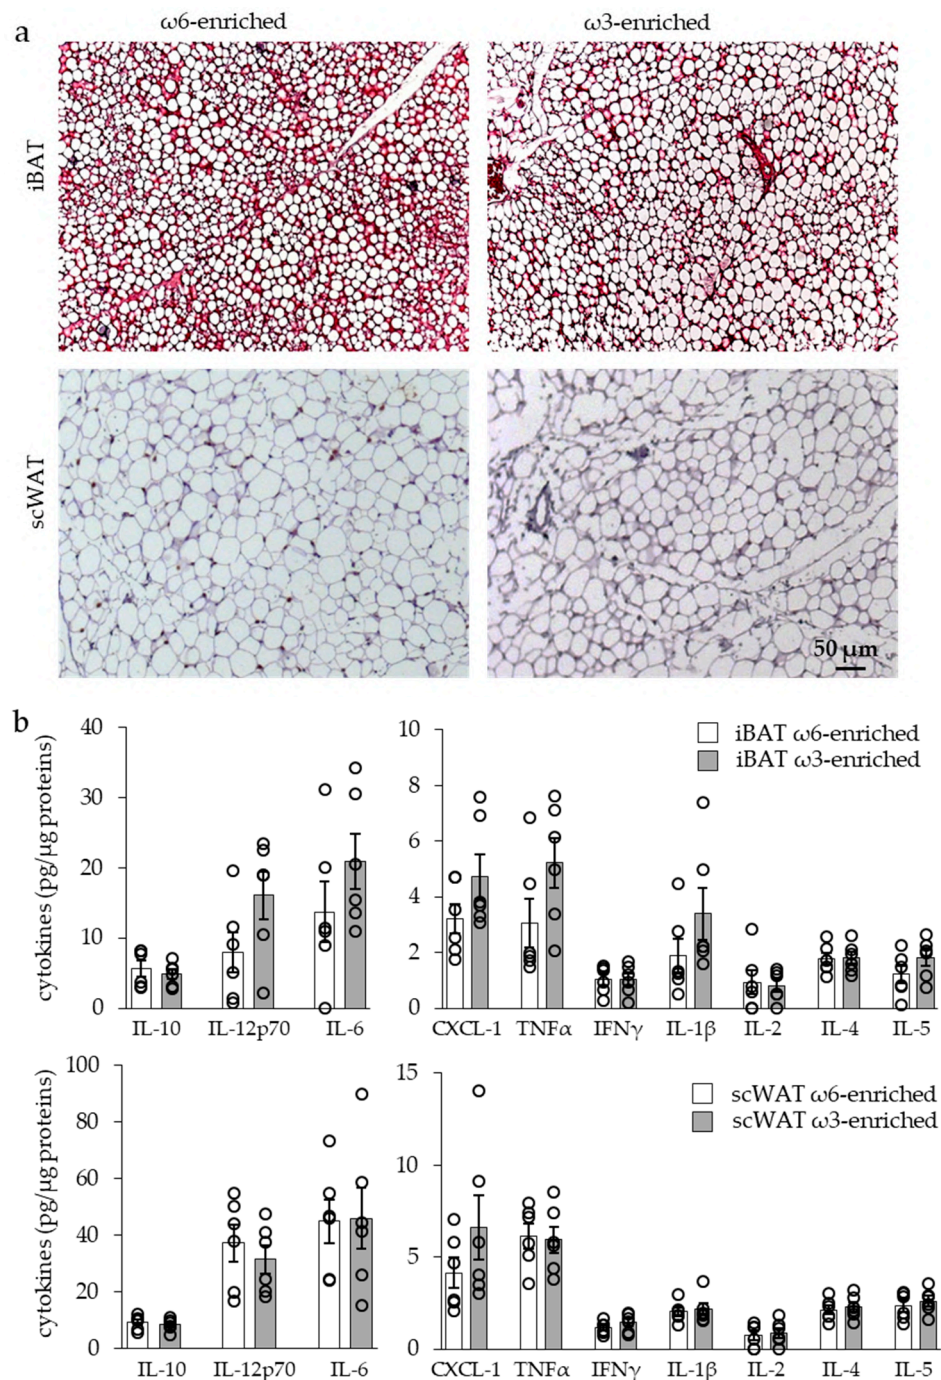 a
ω6-enriched
ω3-enriched
iBAT
scWAT
50 µm
b
cytokines (pg/µg proteins)
40
30
20
10
0
IL-10 IL-12p70 IL-6
10
8
6
4
2
0
iBAT ω6-enriched
iBAT ω3-enriched
CXCL-1 TNFα IFNγ IL-1β IL-2 IL-4 IL-5
cytokines (pg/µg proteins)
100
80
60
40
20
0
IL-10 IL-12p70 IL-6
15
10
5
0
scWAT ω6-enriched
scWAT ω3-enriched
CXCL-1 TNFα IFNγ IL-1β IL-2 IL-4 IL-5